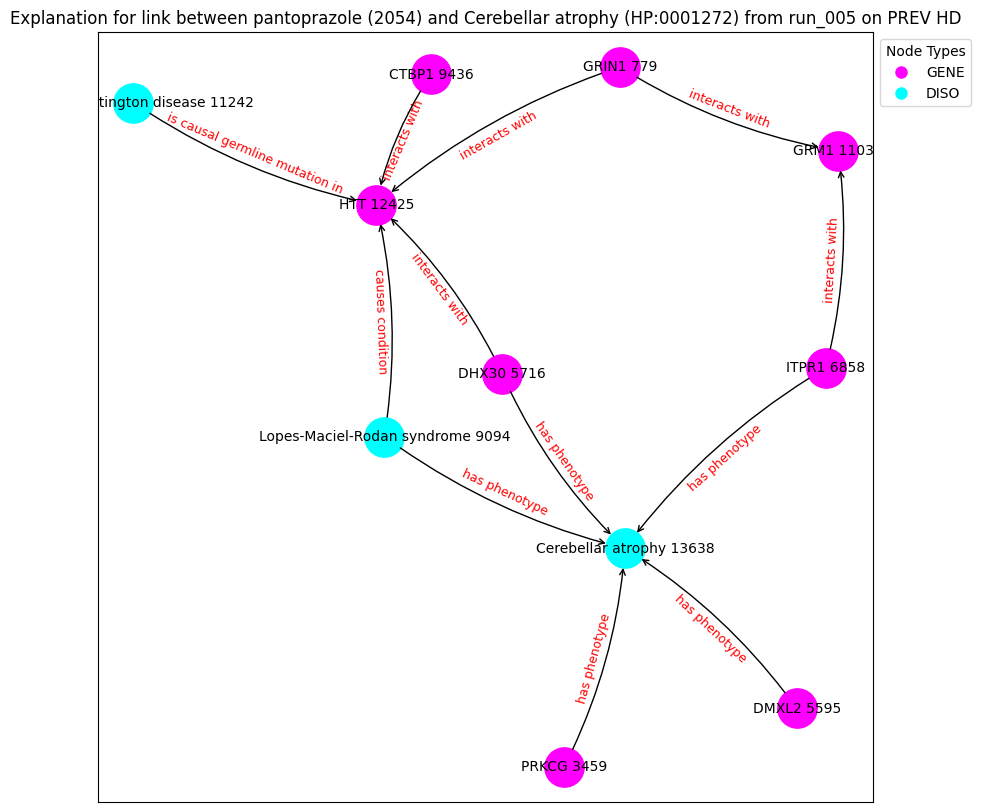 Explanation for link between pantoprazole (2054) and Cerebellar atrophy (HP:0001272) from run_005 on PREV HD
Node Types
GENE
DISO
GRIN1 779
CTBP1 9436
tington disease 11242
interacts with
is causal germline mutation in
interacts with
interacts with
GRM1 1103
HTT 12425
interacts with
interacts with
causes condition
DHX30 5716
ITPR1 6858
Lopes-Maciel-Rodan syndrome 9094
has phenotype
has phenotype
has phenotype
Cerebellar atrophy 13638
has phenotype
has phenotype
DMXL2 5595
PRKCG 3459